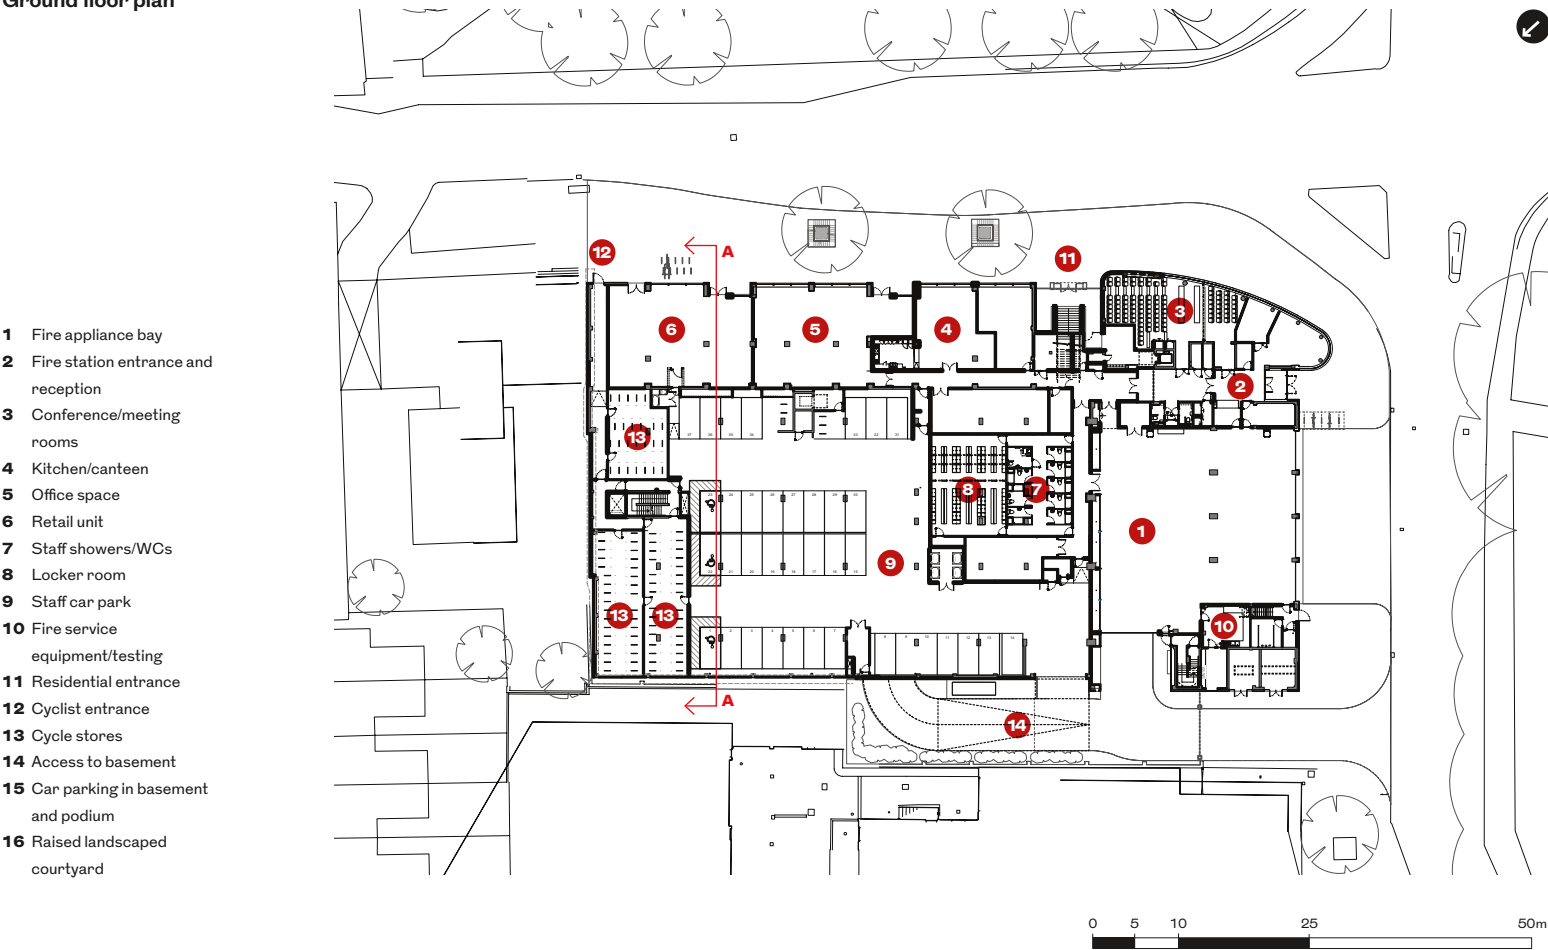 Ground floor plan
1 Fire appliance bay
2 Fire station entrance and
reception
3 Conference/meeting
rooms
4 Kitchen/canteen
5 Office space
6 Retail unit
7 Staff showers/WCs
8 Locker room
9 Staff car park
10 Fire service
equipment/testing
11 Residential entrance
12 Cyclist entrance
13 Cycle stores
14 Access to basement
15 Car parking in basement
and podium
16 Raised landscaped
courtyard
12
A
11
6
5
4
3
2
13
8
7
1
9
13
13
10
A
14
0 5 10 25 50m